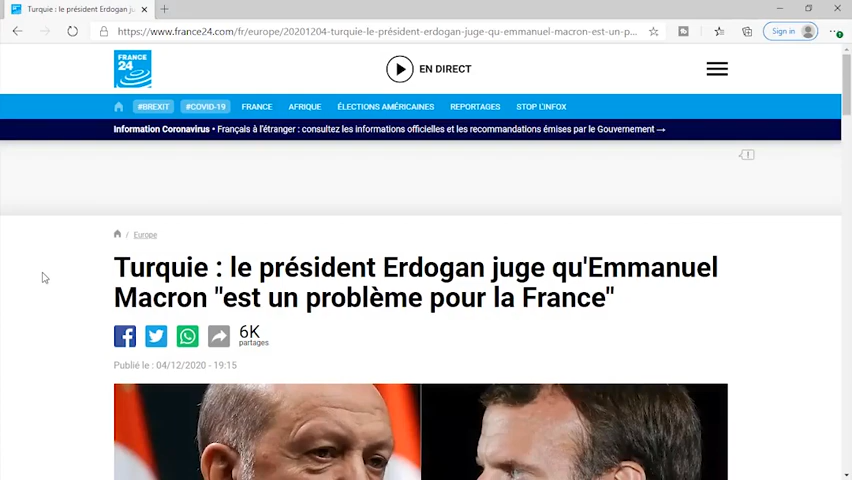 Turquie : le président Erdogan j
https://www.france24.com/fr/europe/20201204-turquie-le-président-erdogan-juge-qu-emmanuel-macron-est-un-p...
Sign in
FRANCE
24
EN DIRECT
#BREXIT #COVID-19 FRANCE AFRIQUE ÉLECTIONS AMÉRICAINES REPORTAGES STOP L'INFOX
Information Coronavirus • Français à l'étranger : consultez les informations officielles et les recommandations émises par le Gouvernement →
/ Europe
Turquie : le président Erdogan juge qu'Emmanuel
Macron "est un problème pour la France"
6K
partages
Publié le : 04/12/2020 - 19:15